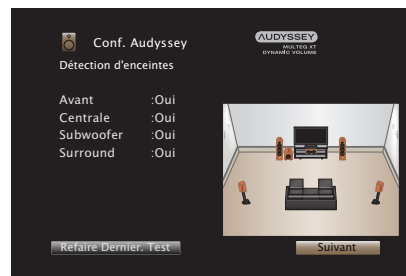 Conf. Audyssey
AUDYSSEY
MULTEQ XT
DYNAMIC VOLUME
Détection d'enceintes
Avant :Oui
Centrale :Oui
Subwoofer :Oui
Surround :Oui
Refaire Dernier. Test
Suivant